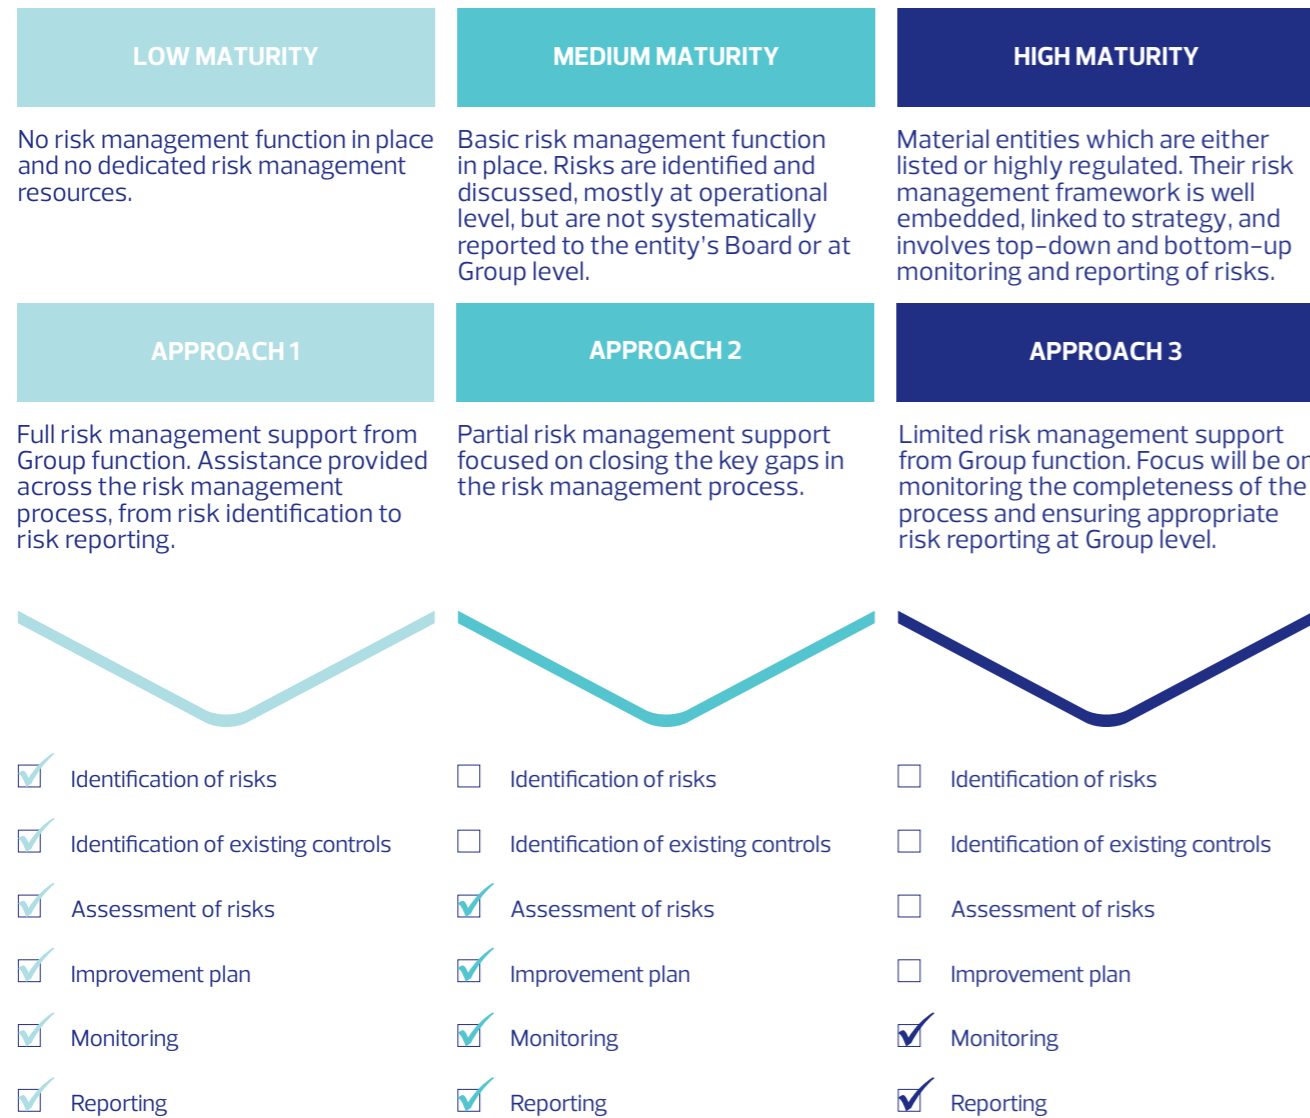 LOW MATURITY
No risk management function in place
and no dedicated risk management
resources.
MEDIUM MATURITY
Basic risk management function
in place. Risks are identified and
discussed, mostly at operational
level, but are not systematically
reported to the entity's Board or at
Group level.
HIGH MATURITY
Material entities which are either
listed or highly regulated. Their risk
management framework is well
embedded, linked to strategy, and
involves top-down and bottom-up
monitoring and reporting of risks.
APPROACH 1
Full risk management support from
Group function. Assistance provided
across the risk management
process, from risk identification to
risk reporting.
APPROACH 2
Partial risk management support
focused on closing the key gaps in
the risk management process.
APPROACH 3
Limited risk management support
from Group function. Focus will be on
monitoring the completeness of the
process and ensuring appropriate
risk reporting at Group level.
Identification of risks
Identification of existing controls
Assessment of risks
Improvement plan
Monitoring
Reporting
Identification of risks
Identification of existing controls
Assessment of risks
Improvement plan
Monitoring
Reporting
Identification of risks
Identification of existing controls
Assessment of risks
Improvement plan
Monitoring
Reporting